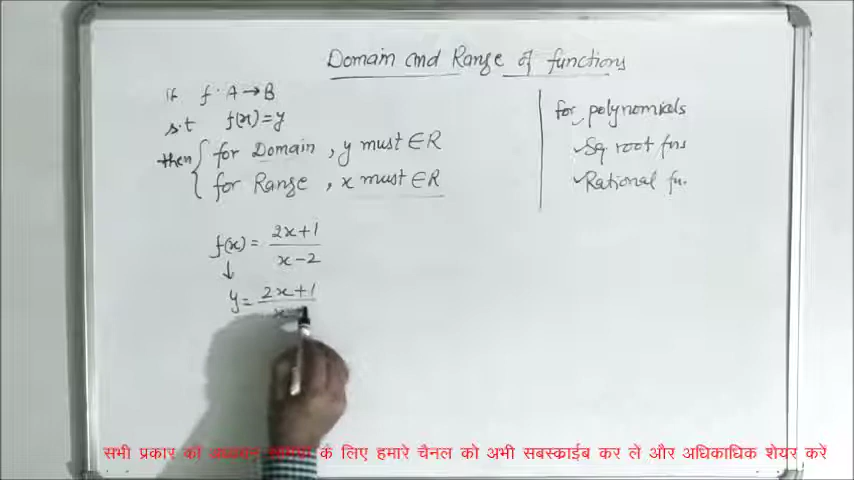 Domain and Range of functions
If f: A→B
s.t f(x)=y
then { for Domain, y must ∈R
for Range, x must ∈R
for polynomials
✓Sq root fns
✓Rational fn.
f(x) = 2x+1 / x-2
↓
y = 2x+1 / x
सभी प्रकार की के लिए हमारे चैनल को अभी सबस्क्राईब कर ले और अधिकाधिक शेयर करें